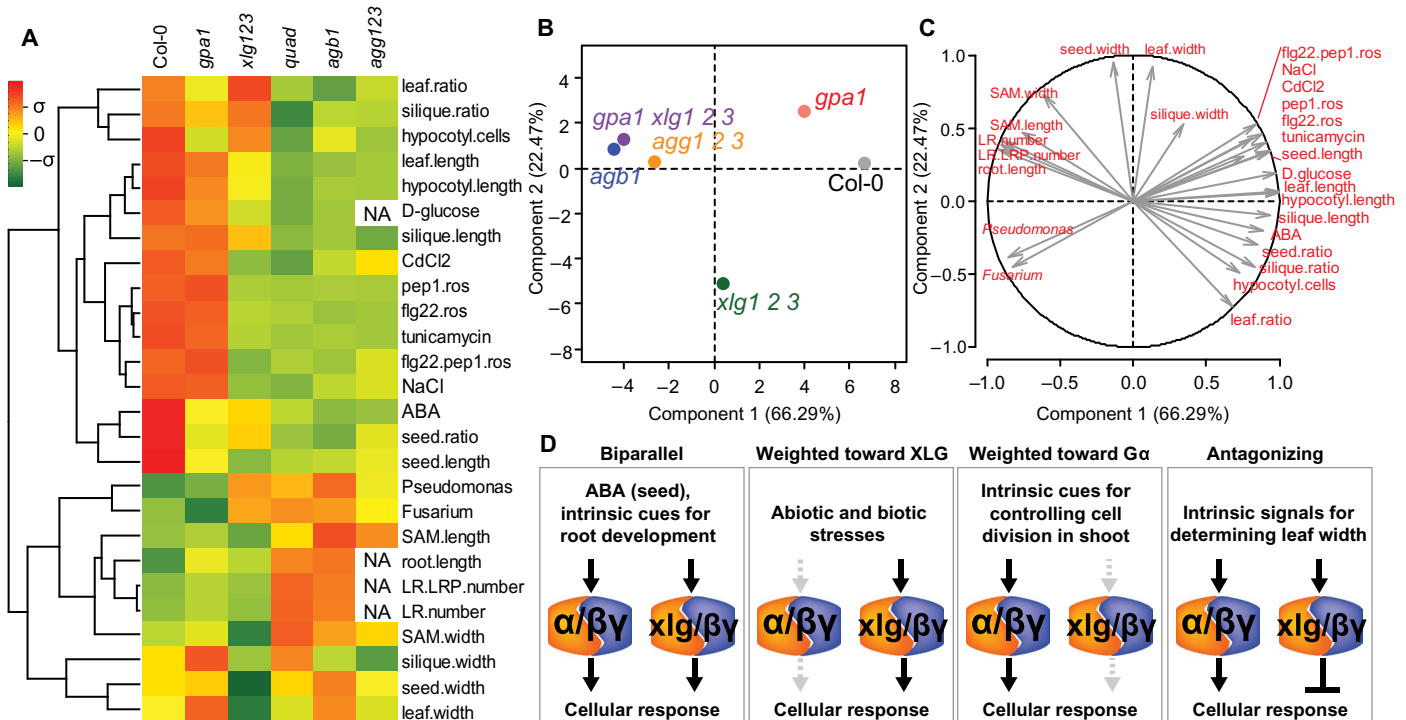 A
Col-0
gpa1
xlg123
quad
agb1
agg123
σ
0
−σ
leaf.ratio
silique.ratio
hypocotyl.cells
leaf.length
hypocotyl.length
NA D-glucose
silique.length
CdCl2
pep1.ros
flg22.ros
tunicamycin
flg22.pep1.ros
NaCl
ABA
seed.ratio
seed.length
Pseudomonas
Fusarium
SAM.length
NA root.length
NA LR.LRP.number
NA LR.number
SAM.width
silique.width
seed.width
leaf.width
B
Component 2 (22.47%)
4
2
0
−2
−4
−6
−8
gpa1 xlg1 2 3
agg1 2 3
agb1
gpa1
Col-0
xlg1 2 3
−4 −2 0 2 4 6 8
Component 1 (66.29%)
C
Component 2 (22.47%)
1.0
0.5
0.0
−0.5
−1.0
seed.width leaf.width
SAM.width
silique.width
SAM.length
LR.number
LR.LRP.number
root.length
Pseudomonas
Fusarium
flg22.pep1.ros
NaCl
CdCl2
pep1.ros
flg22.ros
tunicamycin
seed.length
D.glucose
leaf.length
hypocotyl.length
silique.length
ABA
seed.ratio
silique.ratio
hypocotyl.cells
leaf.ratio
−1.0 −0.5 0.0 0.5 1.0
Component 1 (66.29%)
D
Biparallel
ABA (seed),
intrinsic cues for
root development
α/βγ xlg/βγ
Cellular response
Weighted toward XLG
Abiotic and biotic
stresses
α/βγ xlg/βγ
Cellular response
Weighted toward Gα
Intrinsic cues for
controlling cell
division in shoot
α/βγ xlg/βγ
Cellular response
Antagonizing
Intrinsic signals for
determining leaf width
α/βγ xlg/βγ
Cellular response